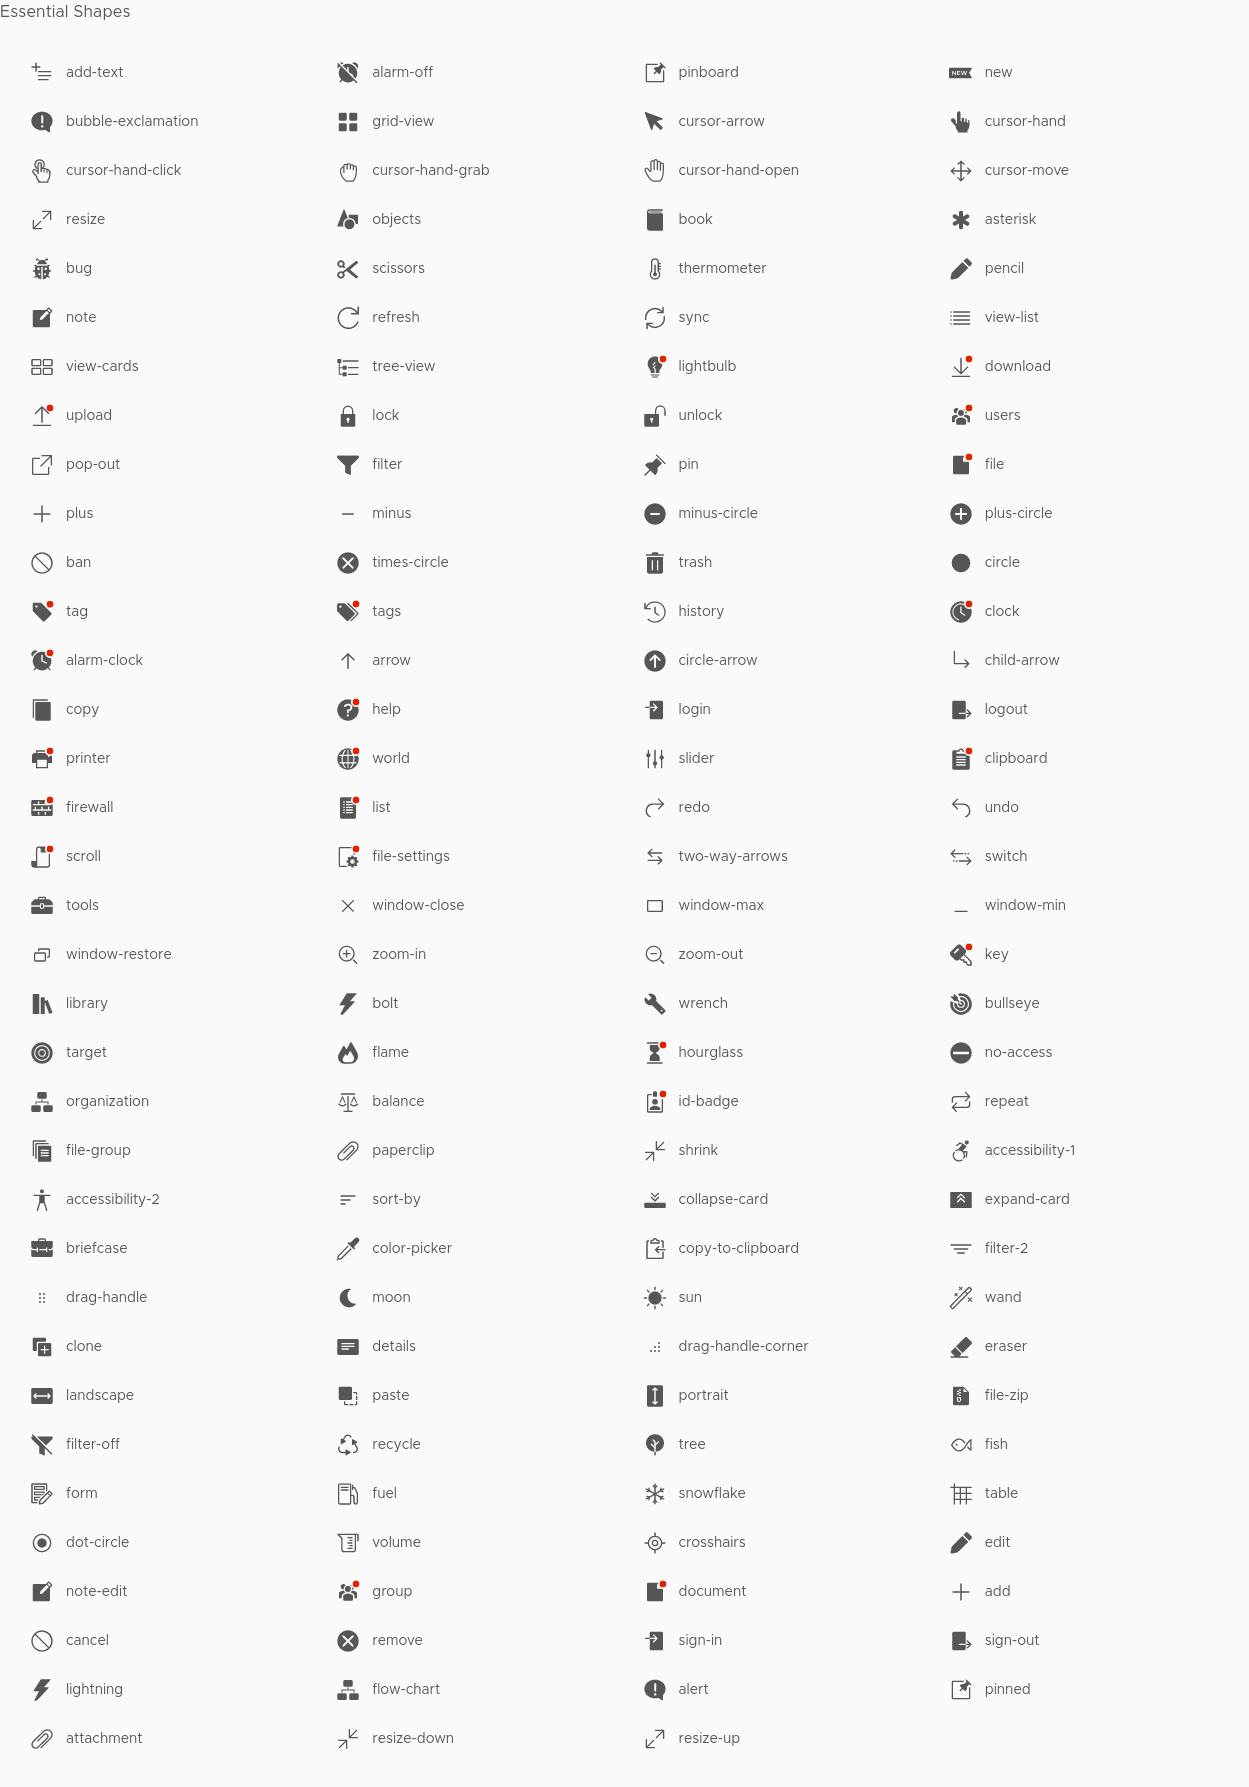 Essential Shapes
add-text alarm-off pinboard NEW new
bubble-exclamation grid-view cursor-arrow cursor-hand
cursor-hand-click cursor-hand-grab cursor-hand-open cursor-move
resize objects book asterisk
bug scissors thermometer pencil
note refresh sync view-list
view-cards tree-view lightbulb download
upload lock unlock users
pop-out filter pin file
plus minus minus-circle plus-circle
ban times-circle trash circle
tag tags history clock
alarm-clock arrow circle-arrow child-arrow
copy help login logout
printer world slider clipboard
firewall list redo undo
scroll file-settings two-way-arrows switch
tools window-close window-max window-min
window-restore zoom-in zoom-out key
library bolt wrench bullseye
target flame hourglass no-access
organization balance id-badge repeat
file-group paperclip shrink accessibility-1
accessibility-2 sort-by collapse-card expand-card
briefcase color-picker copy-to-clipboard filter-2
drag-handle moon sun wand
clone details drag-handle-corner eraser
landscape paste portrait file-zip
filter-off recycle tree fish
form fuel snowflake table
dot-circle volume crosshairs edit
note-edit group document add
cancel remove sign-in sign-out
lightning flow-chart alert pinned
attachment resize-down resize-up